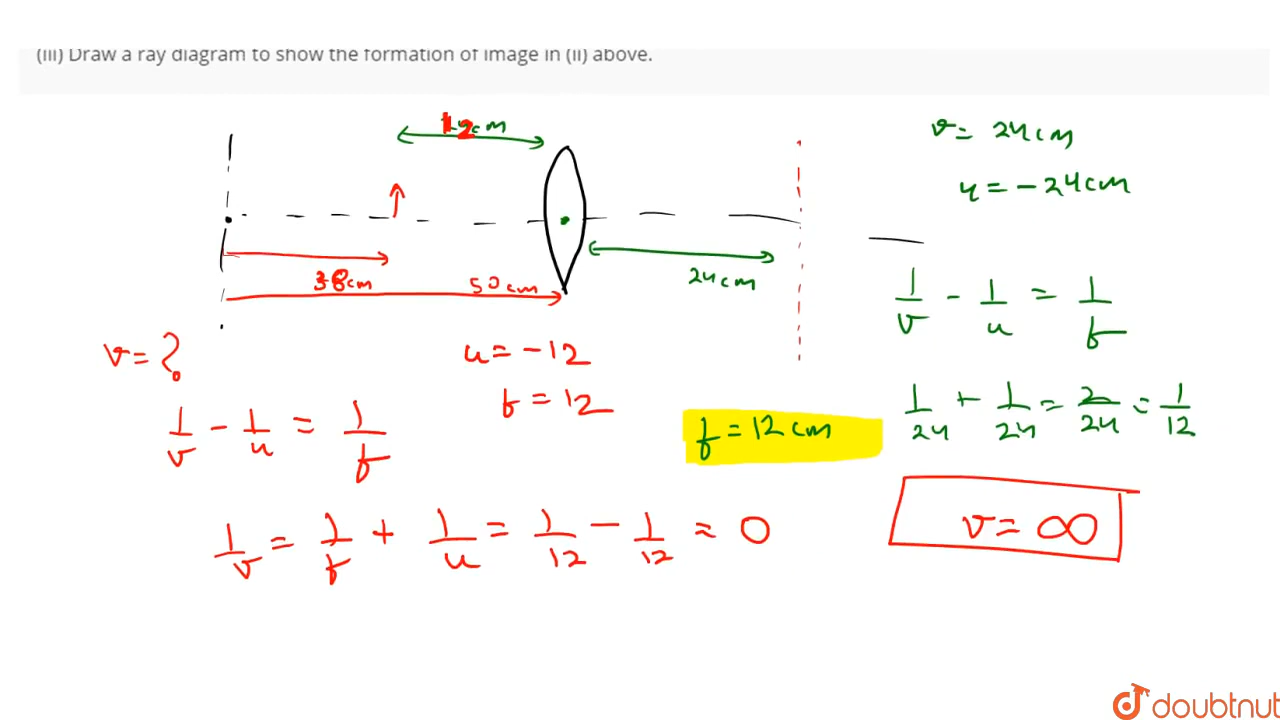 (iii) Draw a ray diagram to show the formation of image in (ii) above.
12cm
v = 24cm
u = -24cm
38cm
50cm
24cm
1/v - 1/u = 1/f
v = ?
u = -12
f = 12
1/v - 1/u = 1/f
f = 12 cm
1/24 + 1/24 = 2/24 = 1/12
1/v = 1/f + 1/u = 1/12 - 1/12 = 0
v = ∞
doubtnut